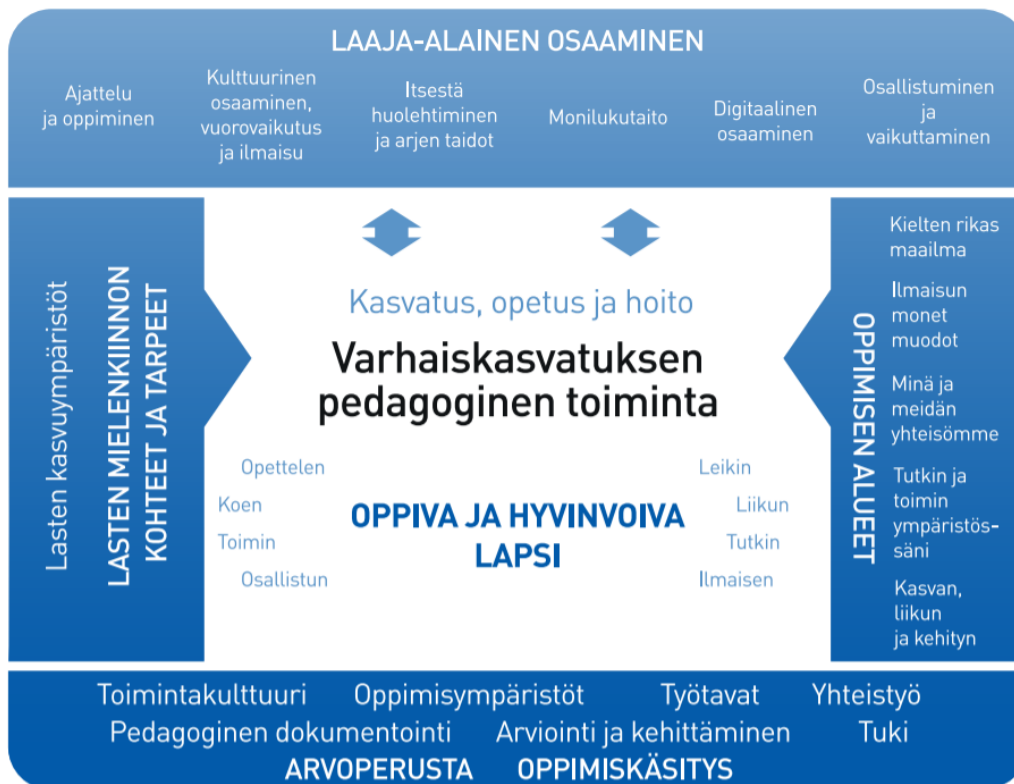 LAAJA-ALAINEN OSAAMINEN
Ajattelu
ja oppiminen
Kulttuurinen
osaaminen,
vuorovaikutus
ja ilmaisu
Itsestä
huolehtiminen
ja arjen taidot
Monilukutaito
Digitaalinen
osaaminen
Osallistuminen
ja
vaikuttaminen
Lasten kasvuympäristöt
LASTEN MIELENKIINNON
KOHTEET JA TARPEET
Kasvatus, opetus ja hoito
Varhaiskasvatuksen
pedagoginen toiminta
Opettelen
Koen
Toimin
Osallistun
OPPIVA JA HYVINVOIVA
LAPSI
Leikin
Liikun
Tutkin
Ilmaisen
OPPIMISEN ALUEET
Kielten rikas
maailma
Ilmaisun
monet
muodot
Minä ja
meidän
yhteisömme
Tutkin ja
toimin
ympäristös-
säni
Kasvan,
liikun
ja kehityn
Toimintakulttuuri Oppimisympäristöt Työtavat Yhteistyö
Pedagoginen dokumentointi Arviointi ja kehittäminen Tuki
ARVOPERUSTA OPPIMISKÄSITYS